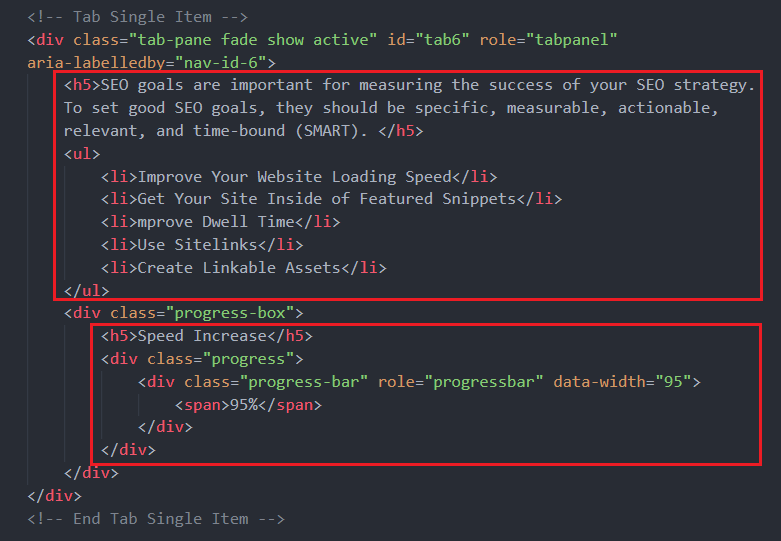 <!-- Tab Single Item -->
<div class="tab-pane fade show active" id="tab6" role="tabpanel"
aria-labelledby="nav-id-6">
<h5>SEO goals are important for measuring the success of your SEO strategy.
To set good SEO goals, they should be specific, measurable, actionable,
relevant, and time-bound (SMART). </h5>
<ul>
<li>Improve Your Website Loading Speed</li>
<li>Get Your Site Inside of Featured Snippets</li>
<li>mprove Dwell Time</li>
<li>Use Sitelinks</li>
<li>Create Linkable Assets</li>
</ul>
<div class="progress-box">
<h5>Speed Increase</h5>
<div class="progress">
<div class="progress-bar" role="progressbar" data-width="95">
<span>95%</span>
</div>
</div>
</div>
</div>
<!-- End Tab Single Item -->